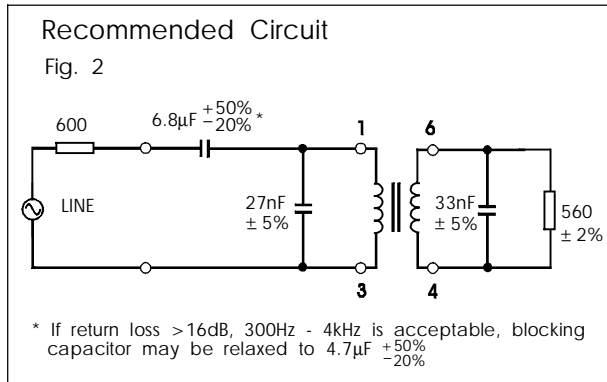 Recommended Circuit
Fig. 2
600
6.8µF +50% -20% *
1
6
LINE
27nF
± 5%
33nF
± 5%
560
± 2%
3
4
* If return loss >16dB, 300Hz - 4kHz is acceptable, blocking
capacitor may be relaxed to 4.7µF +50% -20%